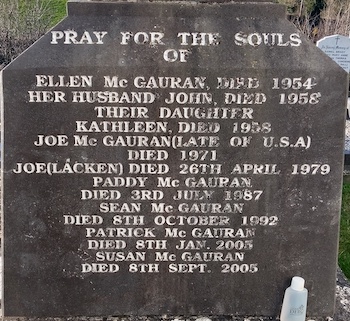 PRAY FOR THE SOULS
OF
ELLEN Mc GAURAN, DIED 1954
HER HUSBAND JOHN, DIED 1958
THEIR DAUGHTER
KATHLEEN, DIED 1958
JOE Mc GAURAN(LATE OF U.S.A)
DIED 1971
JOE(LACKEN) DIED 26TH APRIL 1979
PADDY Mc GAURAN
DIED 3RD JULY 1987
SEAN Mc GAURAN
DIED 8TH OCTOBER 1992
PATRICK Mc GAURAN
DIED 8TH JAN. 2005
SUSAN Mc GAURAN
DIED 8TH SEPT. 2005